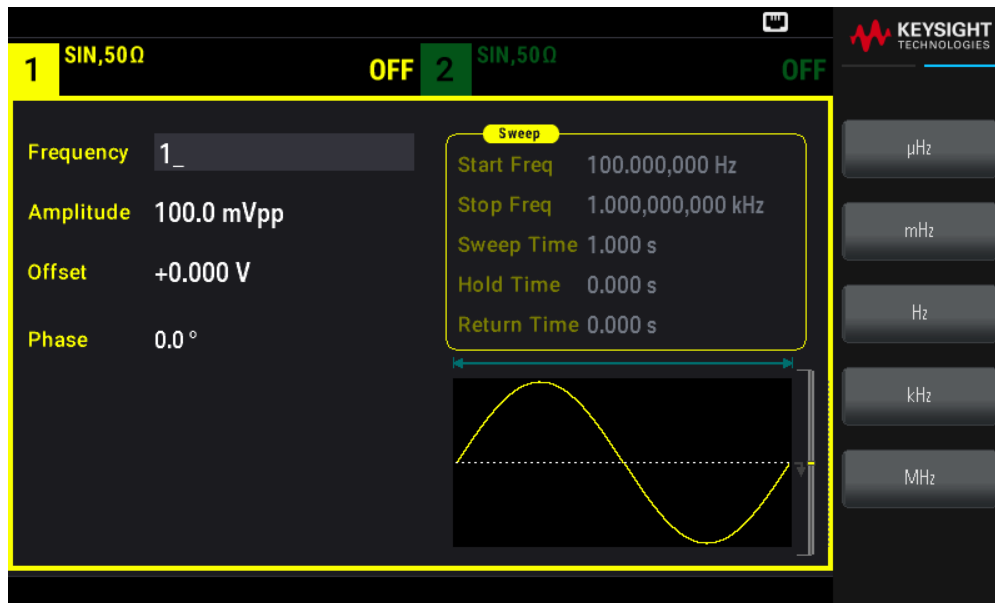 KEYSIGHT
TECHNOLOGIES
1 SIN,50Ω OFF 2 SIN,50Ω OFF
Frequency 1_
Amplitude 100.0 mVpp
Offset +0.000 V
Phase 0.0 °
Sweep
Start Freq 100.000,000 Hz
Stop Freq 1.000,000,000 kHz
Sweep Time 1.000 s
Hold Time 0.000 s
Return Time 0.000 s
µHz
mHz
Hz
kHz
MHz